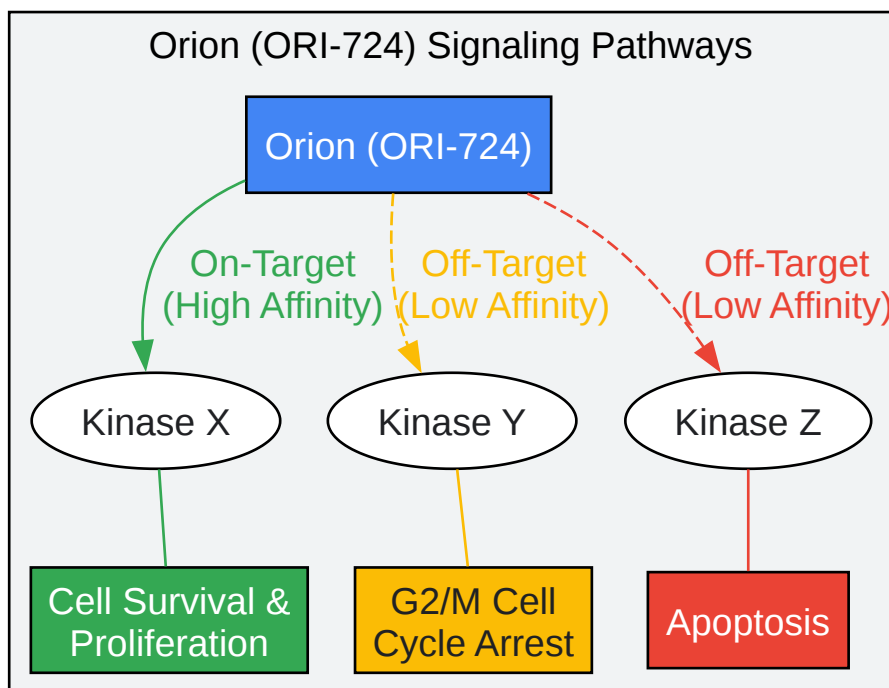 Orion (ORI-724) Signaling Pathways
Orion (ORI-724)
On-Target
(High Affinity)
Off-Target
(Low Affinity)
Off-Target
(Low Affinity)
Kinase X
Kinase Y
Kinase Z
Cell Survival &
Proliferation
G2/M Cell
Cycle Arrest
Apoptosis